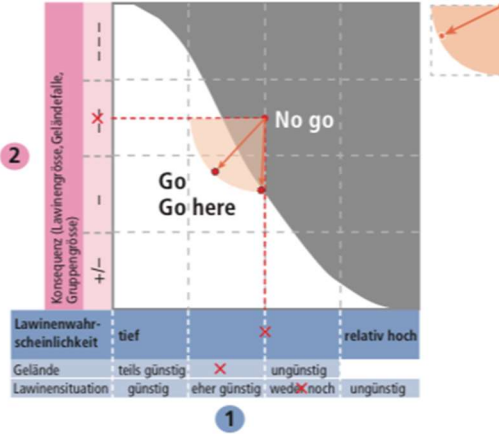 Konsequenz (Lawinengrösse, Geländefalle,
Gruppengrösse)
– – –
– –
–
+/–
2
No go
Go
Go here
Lawinenwahr-
scheinlichkeit
tief
relativ hoch
Gelände
teils günstig
ungünstig
Lawinensituation
günstig
eher günstig
weder noch
ungünstig
1